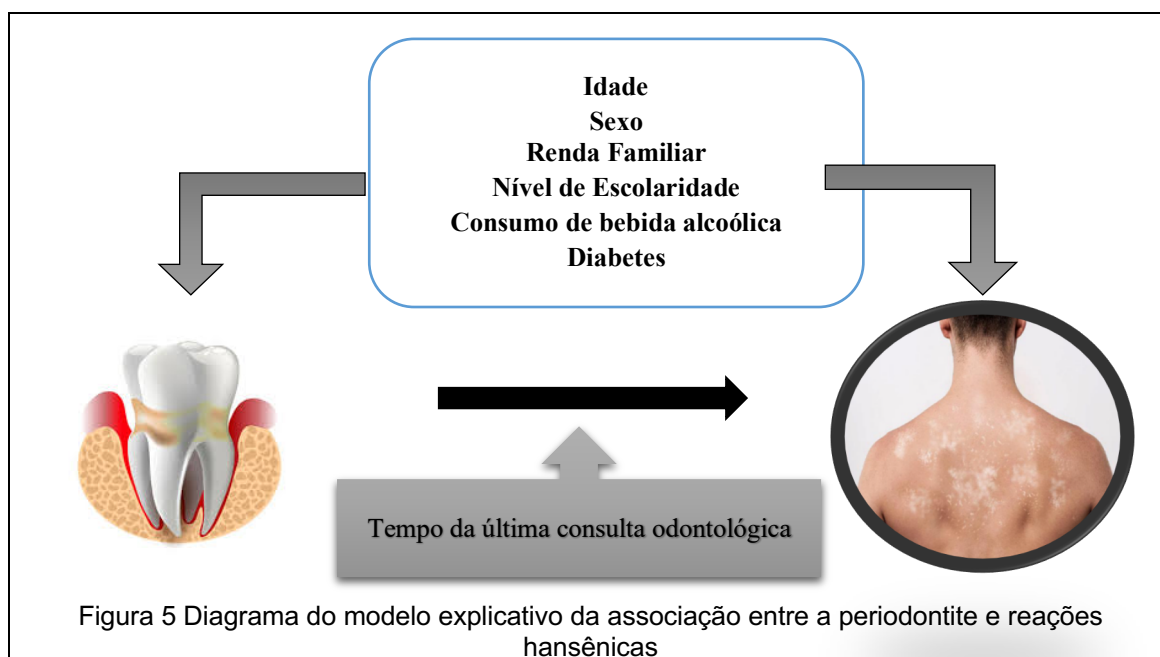 Idade
Sexo
Renda Familiar
Nível de Escolaridade
Consumo de bebida alcoólica
Diabetes
Tempo da última consulta odontológica
Figura 5 Diagrama do modelo explicativo da associação entre a periodontite e reações
hansênicas